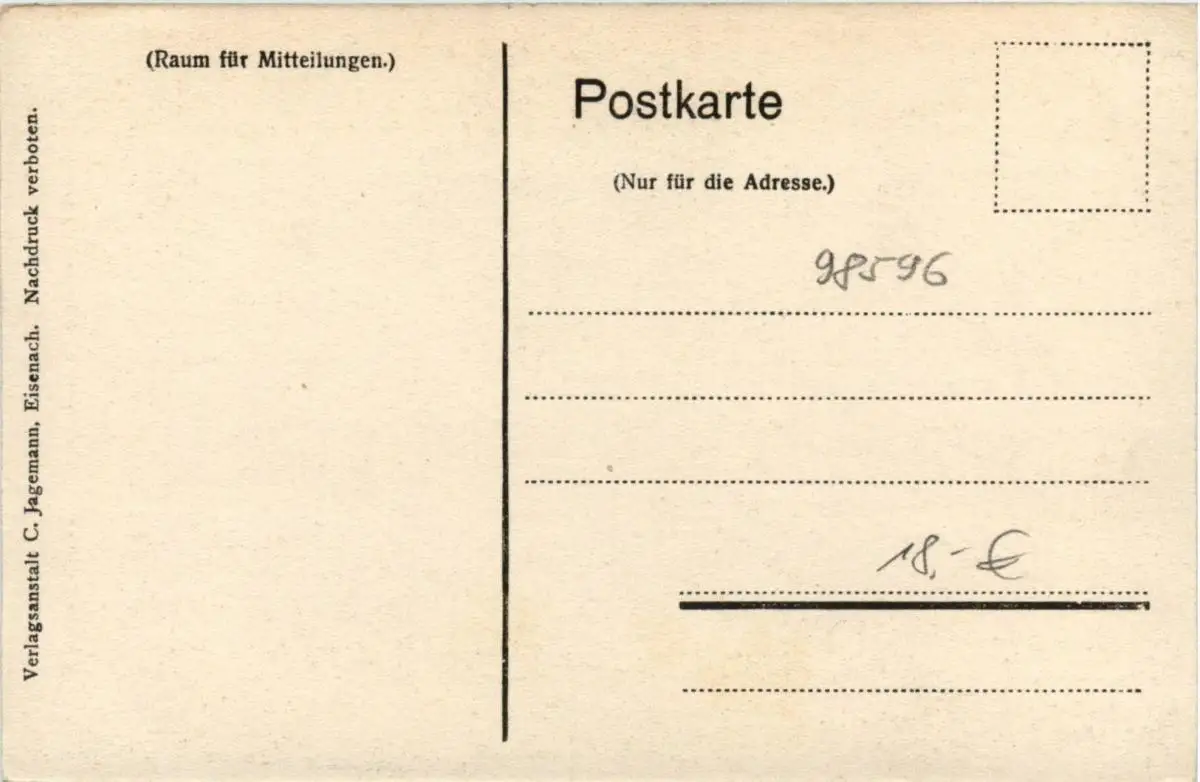 (Raum für Mitteilungen.)
Verlagsanstalt C. Jagemann, Eisenach. Nachdruck verboten.
Postkarte
(Nur für die Adresse.)
98596
18,- €